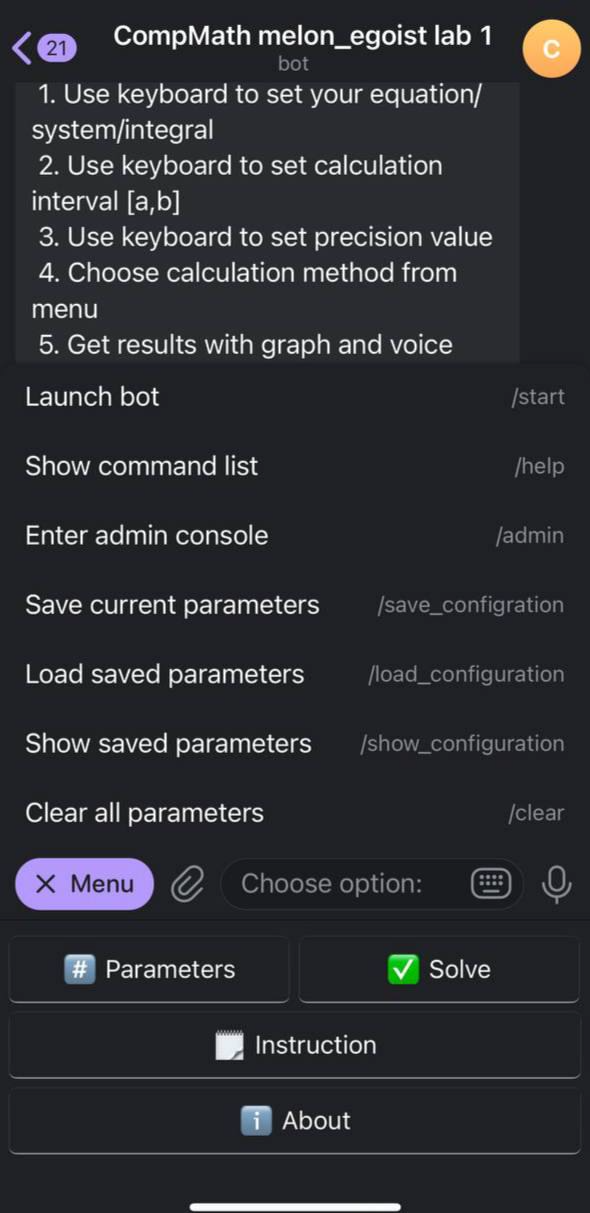 21
CompMath melon_egoist lab 1
C
bot
1. Use keyboard to set your equation/
system/integral
2. Use keyboard to set calculation
interval [a,b]
3. Use keyboard to set precision value
4. Choose calculation method from
menu
5. Get results with graph and voice
Launch bot /start
Show command list /help
Enter admin console /admin
Save current parameters /save_configration
Load saved parameters /load_configuration
Show saved parameters /show_configuration
Clear all parameters /clear
Menu Choose option:
# Parameters Solve
Instruction
i About